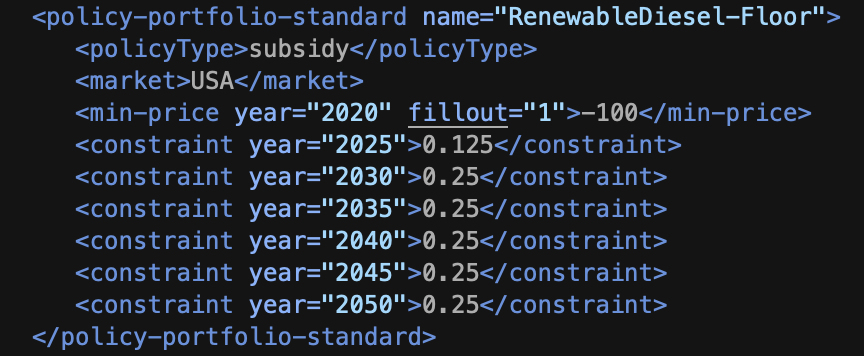 <policy-portfolio-standard name="RenewableDiesel-Floor">
<policyType>subsidy</policyType>
<market>USA</market>
<min-price year="2020" fillout="1">-100</min-price>
<constraint year="2025">0.125</constraint>
<constraint year="2030">0.25</constraint>
<constraint year="2035">0.25</constraint>
<constraint year="2040">0.25</constraint>
<constraint year="2045">0.25</constraint>
<constraint year="2050">0.25</constraint>
</policy-portfolio-standard>